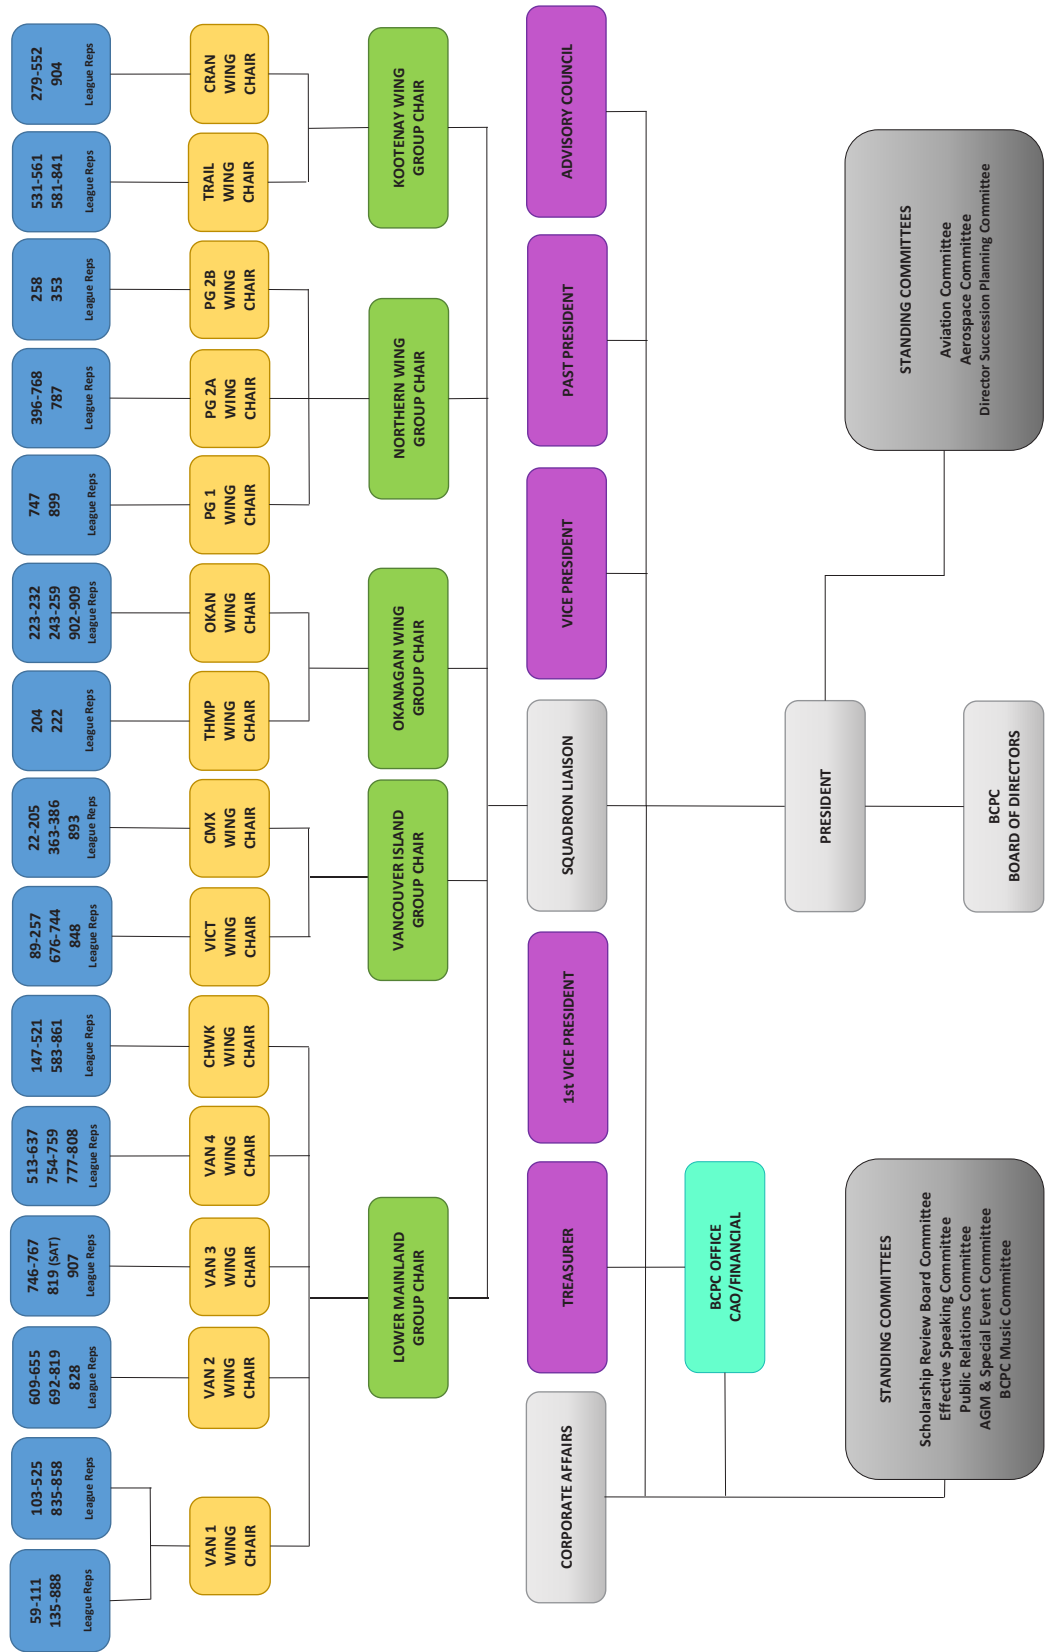 59-111
135-888
League Reps
103-525
835-858
League Reps
609-655
692-819
828
League Reps
746-767
819 (SAT)
907
League Reps
513-637
754-759
777-808
League Reps
147-521
583-861
League Reps
89-257
676-744
848
League Reps
22-205
363-386
893
League Reps
204
222
League Reps
223-232
243-259
902-909
League Reps
747
899
League Reps
396-768
787
League Reps
258
353
League Reps
531-561
581-841
League Reps
279-552
904
League Reps
VAN 1
WING
CHAIR
VAN 2
WING
CHAIR
VAN 3
WING
CHAIR
VAN 4
WING
CHAIR
CHWK
WING
CHAIR
VICT
WING
CHAIR
CMX
WING
CHAIR
THMP
WING
CHAIR
OKAN
WING
CHAIR
PG 1
WING
CHAIR
PG 2A
WING
CHAIR
PG 2B
WING
CHAIR
TRAIL
WING
CHAIR
CRAN
WING
CHAIR
LOWER MAINLAND
GROUP CHAIR
VANCOUVER ISLAND
GROUP CHAIR
OKANAGAN WING
GROUP CHAIR
NORTHERN WING
GROUP CHAIR
KOOTENAY WING
GROUP CHAIR
CORPORATE AFFAIRS
TREASURER
1st VICE PRESIDENT
SQUADRON LIAISON
VICE PRESIDENT
PAST PRESIDENT
ADVISORY COUNCIL
BCPC OFFICE
CAO/FINANCIAL
PRESIDENT
STANDING COMMITTEES
Scholarship Review Board Committee
Effective Speaking Committee
Public Relations Committee
AGM & Special Event Committee
BCPC Music Committee
BCPC
BOARD OF DIRECTORS
STANDING COMMITTEES
Aviation Committee
Aerospace Committee
Director Succession Planning Committee